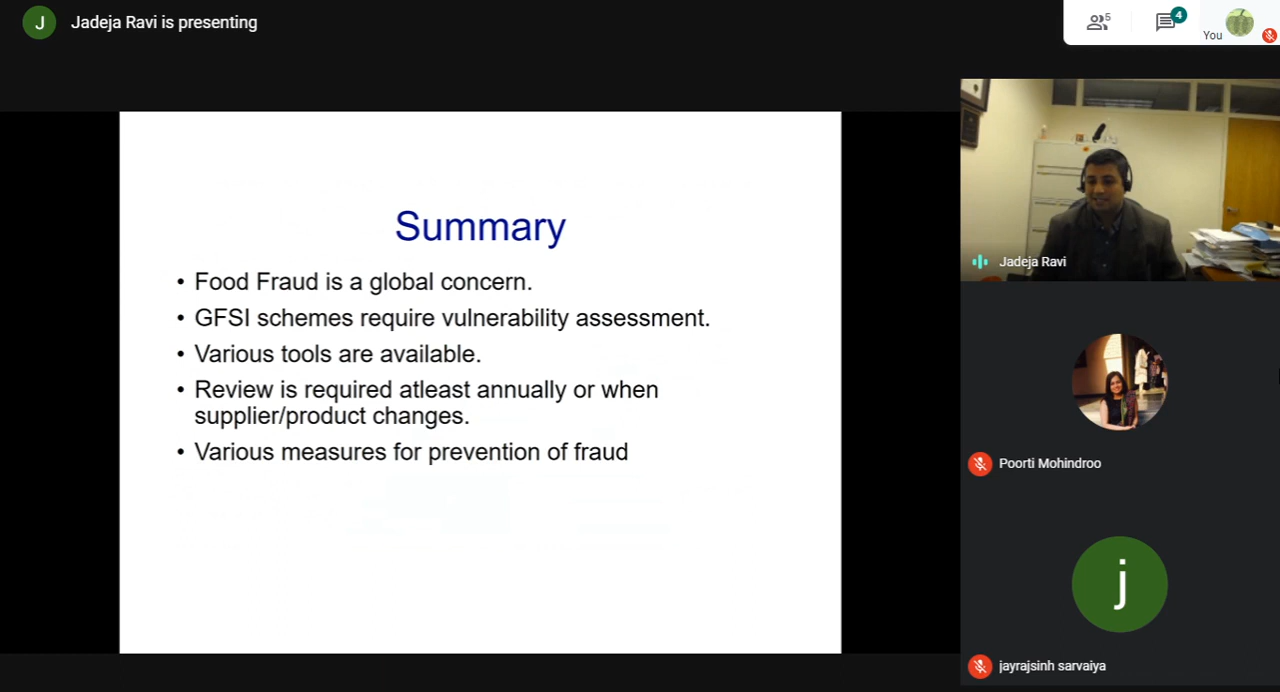 J
Jadeja Ravi is presenting
5
4
You
Summary
• Food Fraud is a global concern.
• GFSI schemes require vulnerability assessment.
• Various tools are available.
• Review is required atleast annually or when
supplier/product changes.
• Various measures for prevention of fraud
Jadeja Ravi
Poorti Mohindroo
j
jayrajsinh sarvaiya